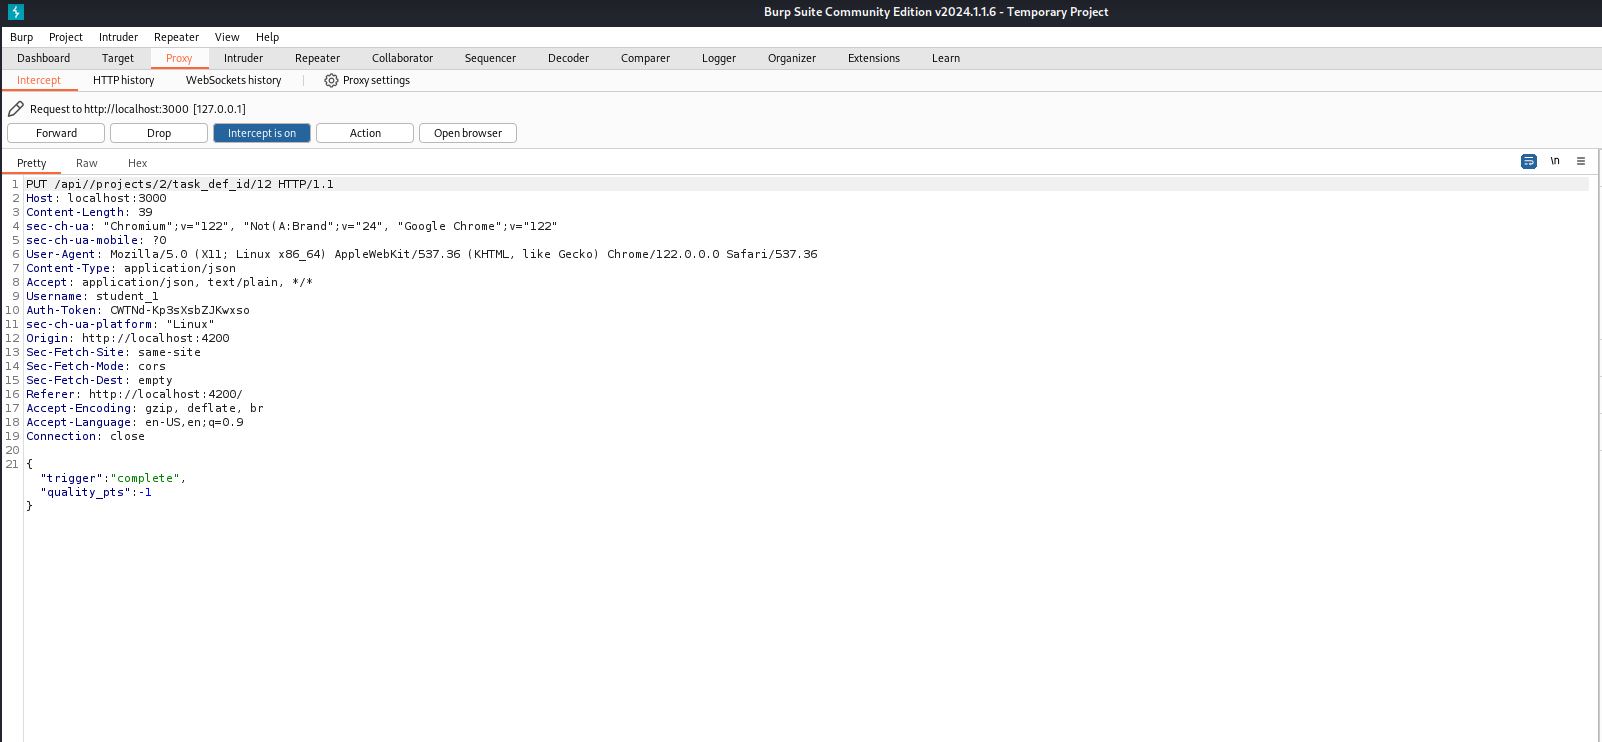 Burp Suite Community Edition v2024.1.1.6 - Temporary Project
Burp Project Intruder Repeater View Help
Dashboard Target Proxy Intruder Repeater Collaborator Sequencer Decoder Comparer Logger Organizer Extensions Learn
Intercept HTTP history WebSockets history Proxy settings
Request to http://localhost:3000 [127.0.0.1]
Forward Drop Intercept is on Action Open browser
Pretty Raw Hex \n
1 PUT /api//projects/2/task_def_id/12 HTTP/1.1
2 Host: localhost:3000
3 Content-Length: 39
4 sec-ch-ua: "Chromium";v="122", "Not(A:Brand";v="24", "Google Chrome";v="122"
5 sec-ch-ua-mobile: ?0
6 User-Agent: Mozilla/5.0 (X11; Linux x86_64) AppleWebKit/537.36 (KHTML, like Gecko) Chrome/122.0.0.0 Safari/537.36
7 Content-Type: application/json
8 Accept: application/json, text/plain, */*
9 Username: student_1
10 Auth-Token: CWTNd-Kp3sXsbZJKwxso
11 sec-ch-ua-platform: "Linux"
12 Origin: http://localhost:4200
13 Sec-Fetch-Site: same-site
14 Sec-Fetch-Mode: cors
15 Sec-Fetch-Dest: empty
16 Referer: http://localhost:4200/
17 Accept-Encoding: gzip, deflate, br
18 Accept-Language: en-US,en;q=0.9
19 Connection: close
20
21 {
"trigger":"complete",
"quality_pts":-1
}